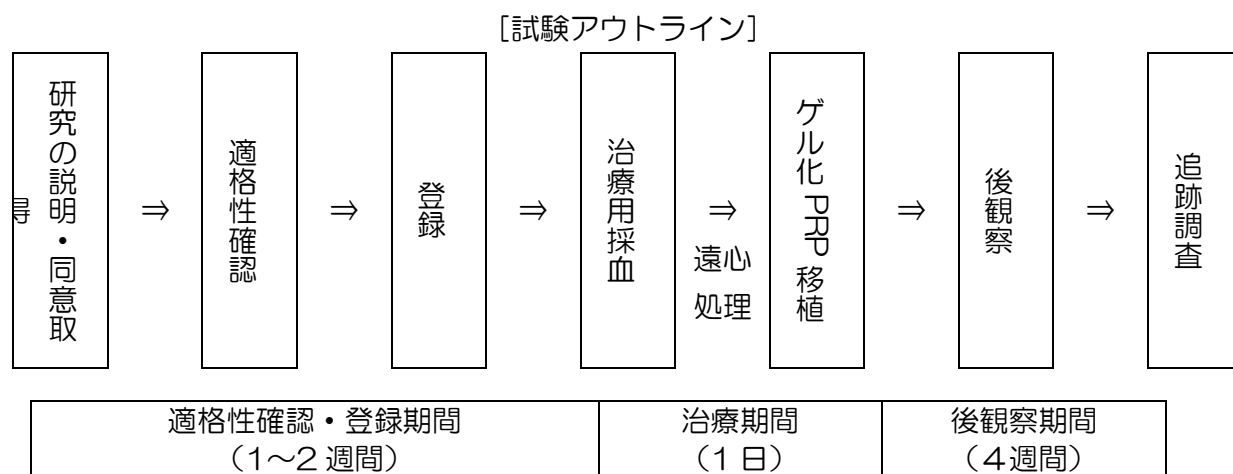 [試験アウトライン]
研究の説明・同意取
得
⇒
適格性確認
⇒
登録
⇒
治療用採血
⇒
遠心
処理
ゲル化 PRP 移植
⇒
後観察
⇒
追跡調査
適格性確認・登録期間
(1~2 週間)
治療期間
(1 日)
後観察期間
(4週間)